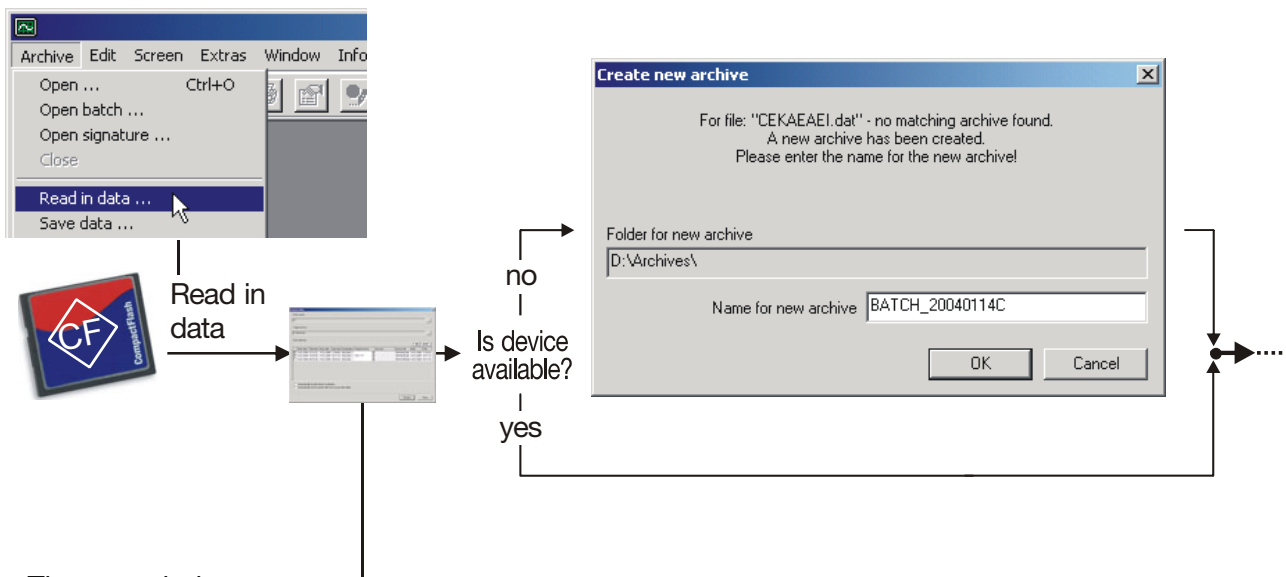 Archive Edit Screen Extras Window Info
Open ... Ctrl+O
Open batch ...
Open signature ...
Close
Read in data ...
Save data ...
CF
CompactFlash
Read in
data
Is device
available?
no
yes
Create new archive
For file: "CEKAEAEI.dat" - no matching archive found.
A new archive has been created.
Please enter the name for the new archive!
Folder for new archive
D:\Archives\
Name for new archive BATCH_20040114C
OK Cancel